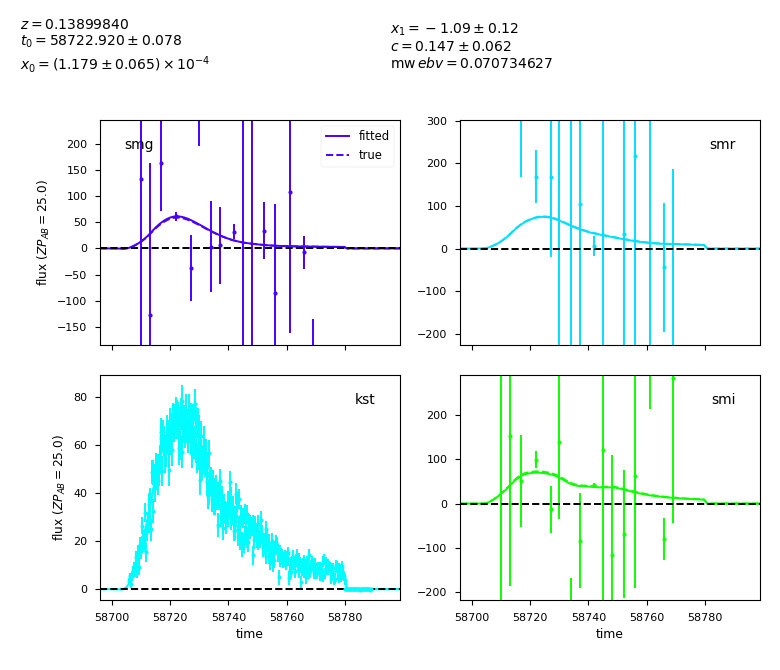 z = 0.13899840
t₀ = 58722.920 ± 0.078
x₀ = (1.179 ± 0.065) × 10⁻⁴
x₁ = −1.09 ± 0.12
c = 0.147 ± 0.062
mw ebv = 0.070734627
smg
fitted
true
200
150
100
50
0
−50
−100
−150
flux (ZP_AB = 25.0)
smr
300
200
100
0
−100
−200
kst
80
60
40
20
0
flux (ZP_AB = 25.0)
58700 58720 58740 58760 58780
time
smi
200
100
0
−100
−200
58700 58720 58740 58760 58780
time